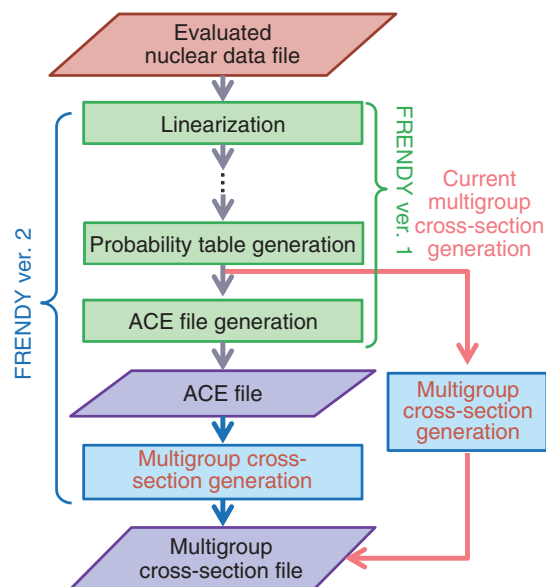 Evaluated
nuclear data file
Linearization
Probability table generation
ACE file generation
ACE file
Multigroup cross-
section generation
Multigroup
cross-section file
FRENDY ver. 2
FRENDY ver. 1
Current
multigroup
cross-section
generation
Multigroup
cross-section
generation